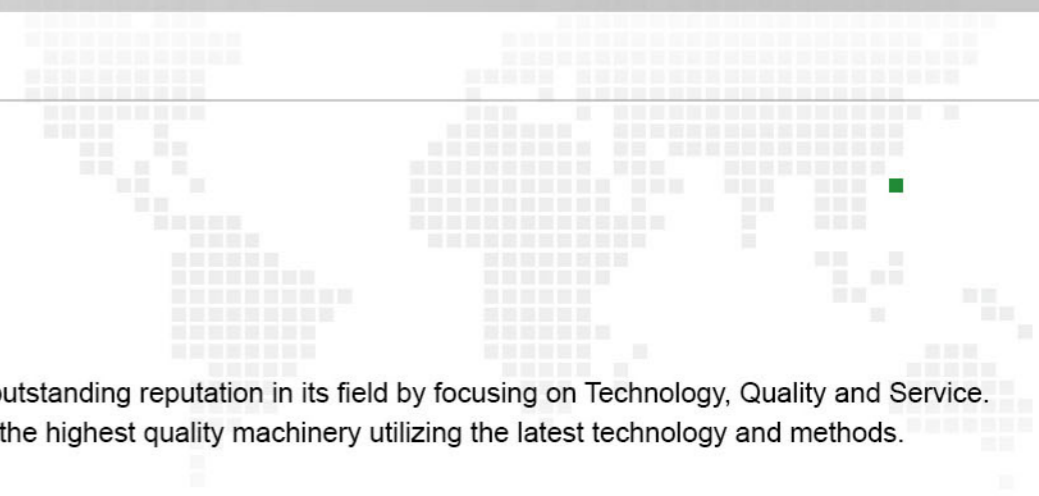 outstanding reputation in its field by focusing on Technology, Quality and Service.
the highest quality machinery utilizing the latest technology and methods.